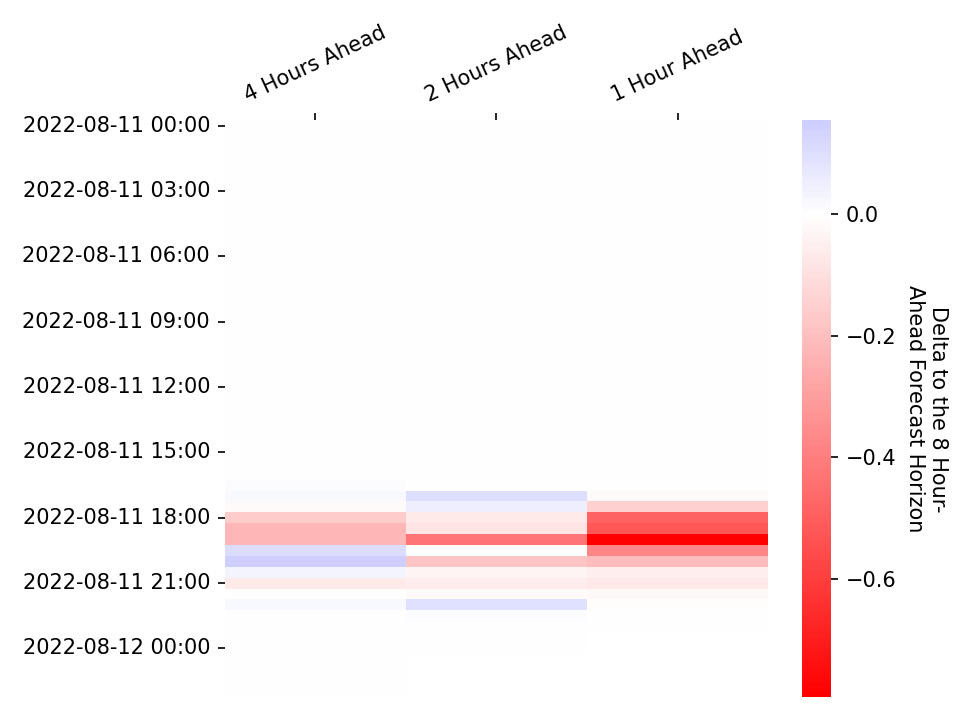 4 Hours Ahead
2 Hours Ahead
1 Hour Ahead
2022-08-11 00:00
2022-08-11 03:00
2022-08-11 06:00
2022-08-11 09:00
2022-08-11 12:00
2022-08-11 15:00
2022-08-11 18:00
2022-08-11 21:00
2022-08-12 00:00
0.0
−0.2
−0.4
−0.6
Delta to the 8 Hour-
Ahead Forecast Horizon